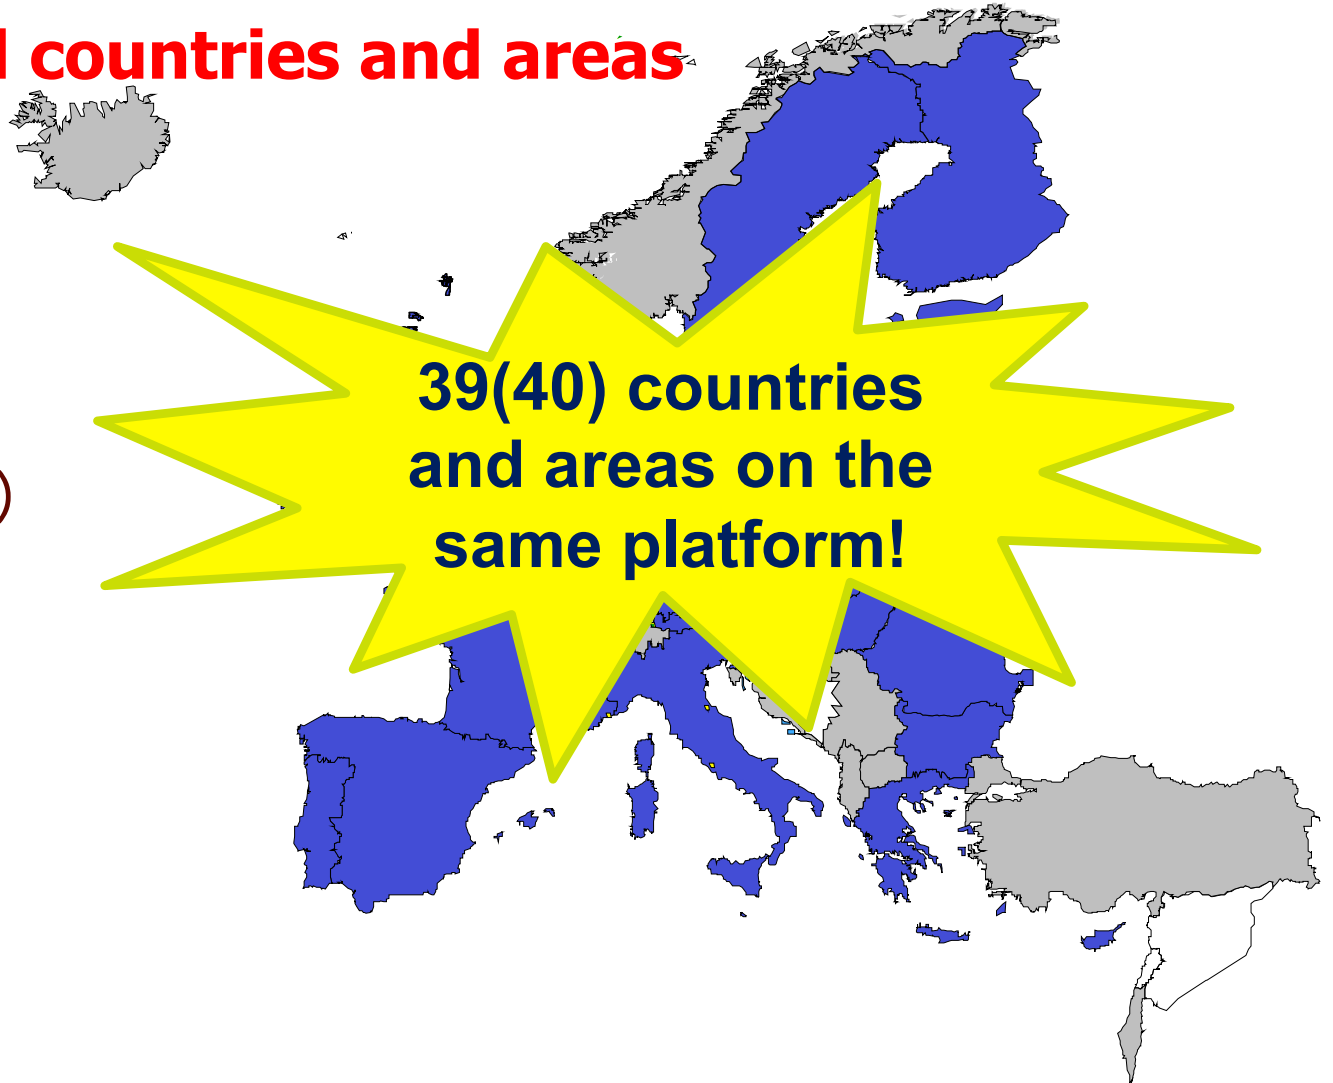 countries and areas
39(40) countries
and areas on the
same platform!